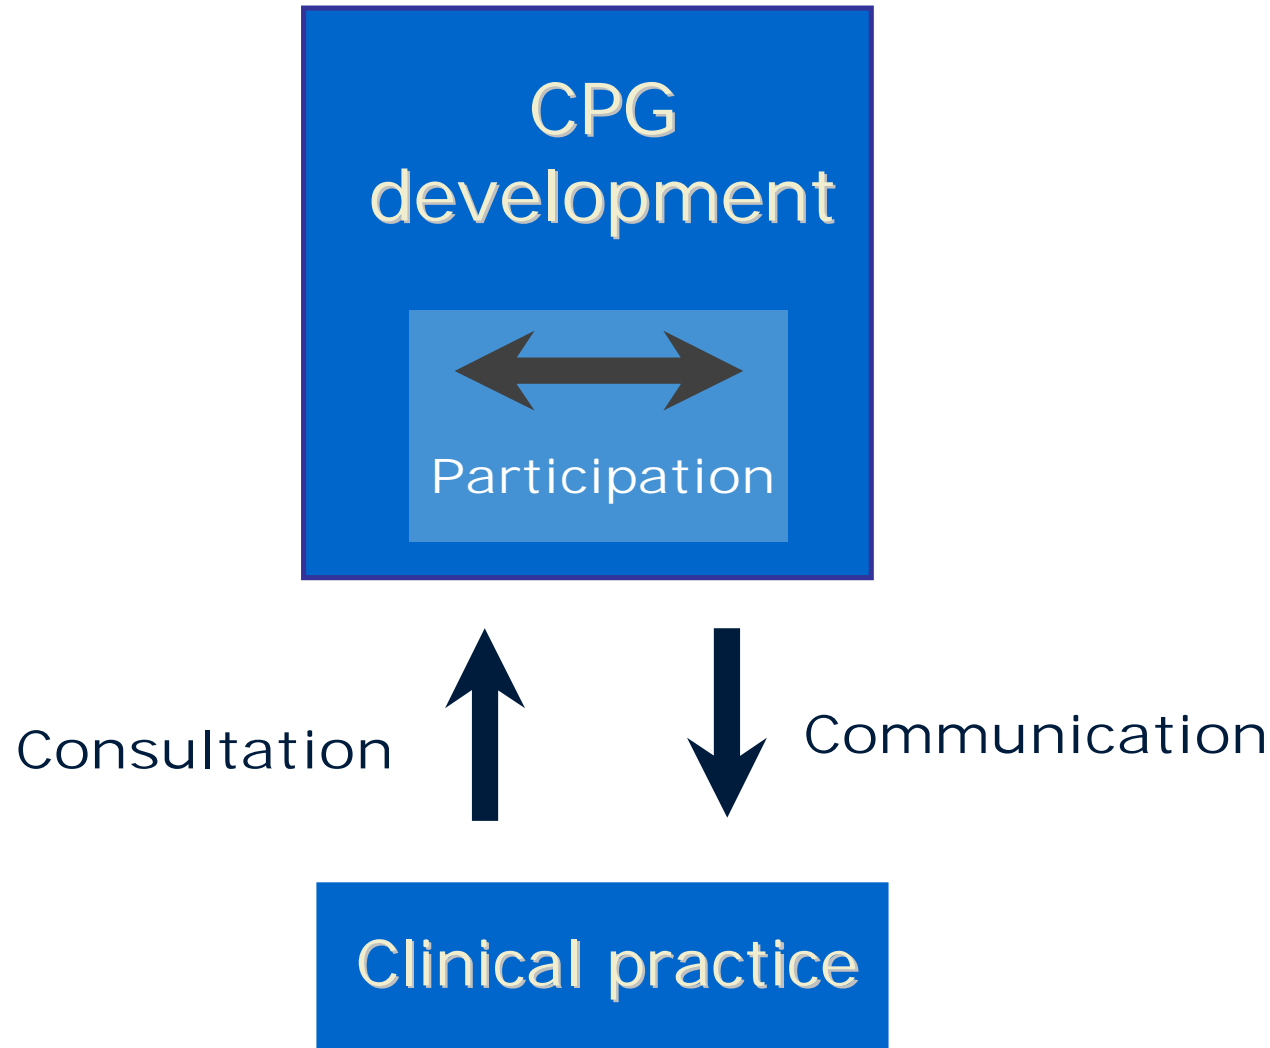 CPG
development
Participation
Consultation
Communication
Clinical practice